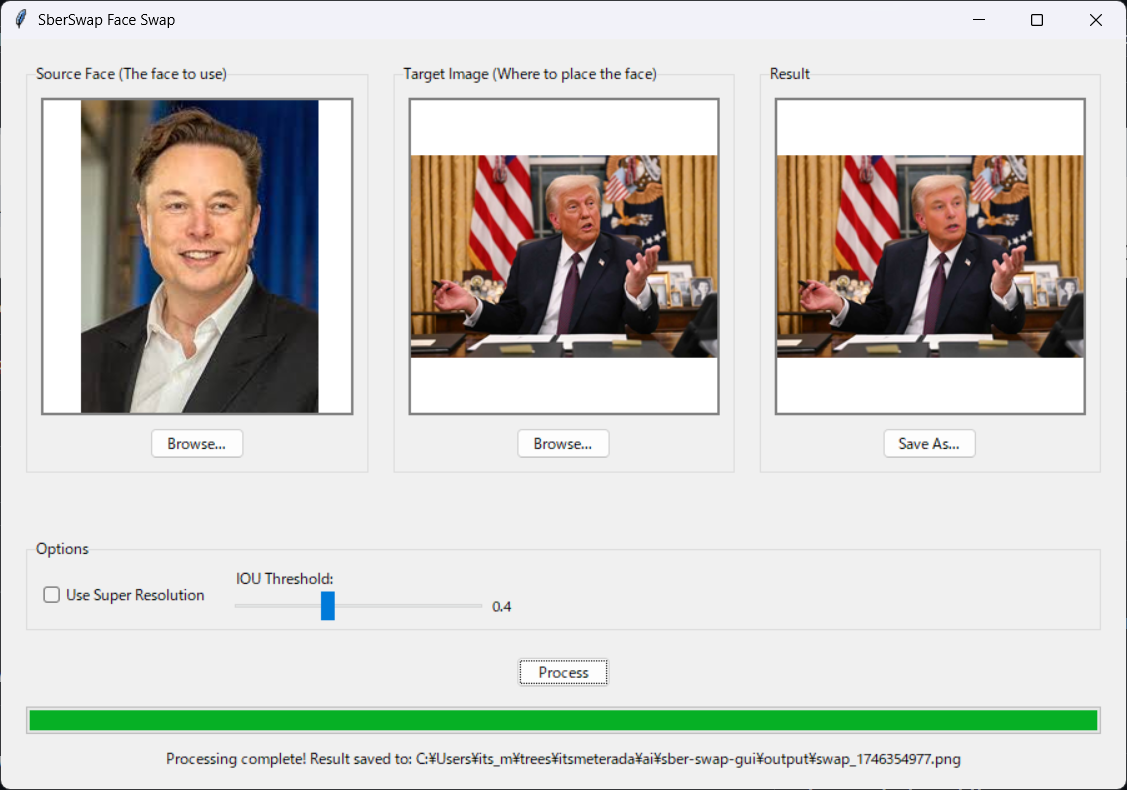 SberSwap Face Swap
Source Face (The face to use)
Target Image (Where to place the face)
Result
Browse...
Browse...
Save As...
Options
Use Super Resolution
IOU Threshold:
0.4
Process
Processing complete! Result saved to: C:¥Users¥its_m¥trees¥itsmeterada¥ai¥sber-swap-gui¥output¥swap_1746354977.png